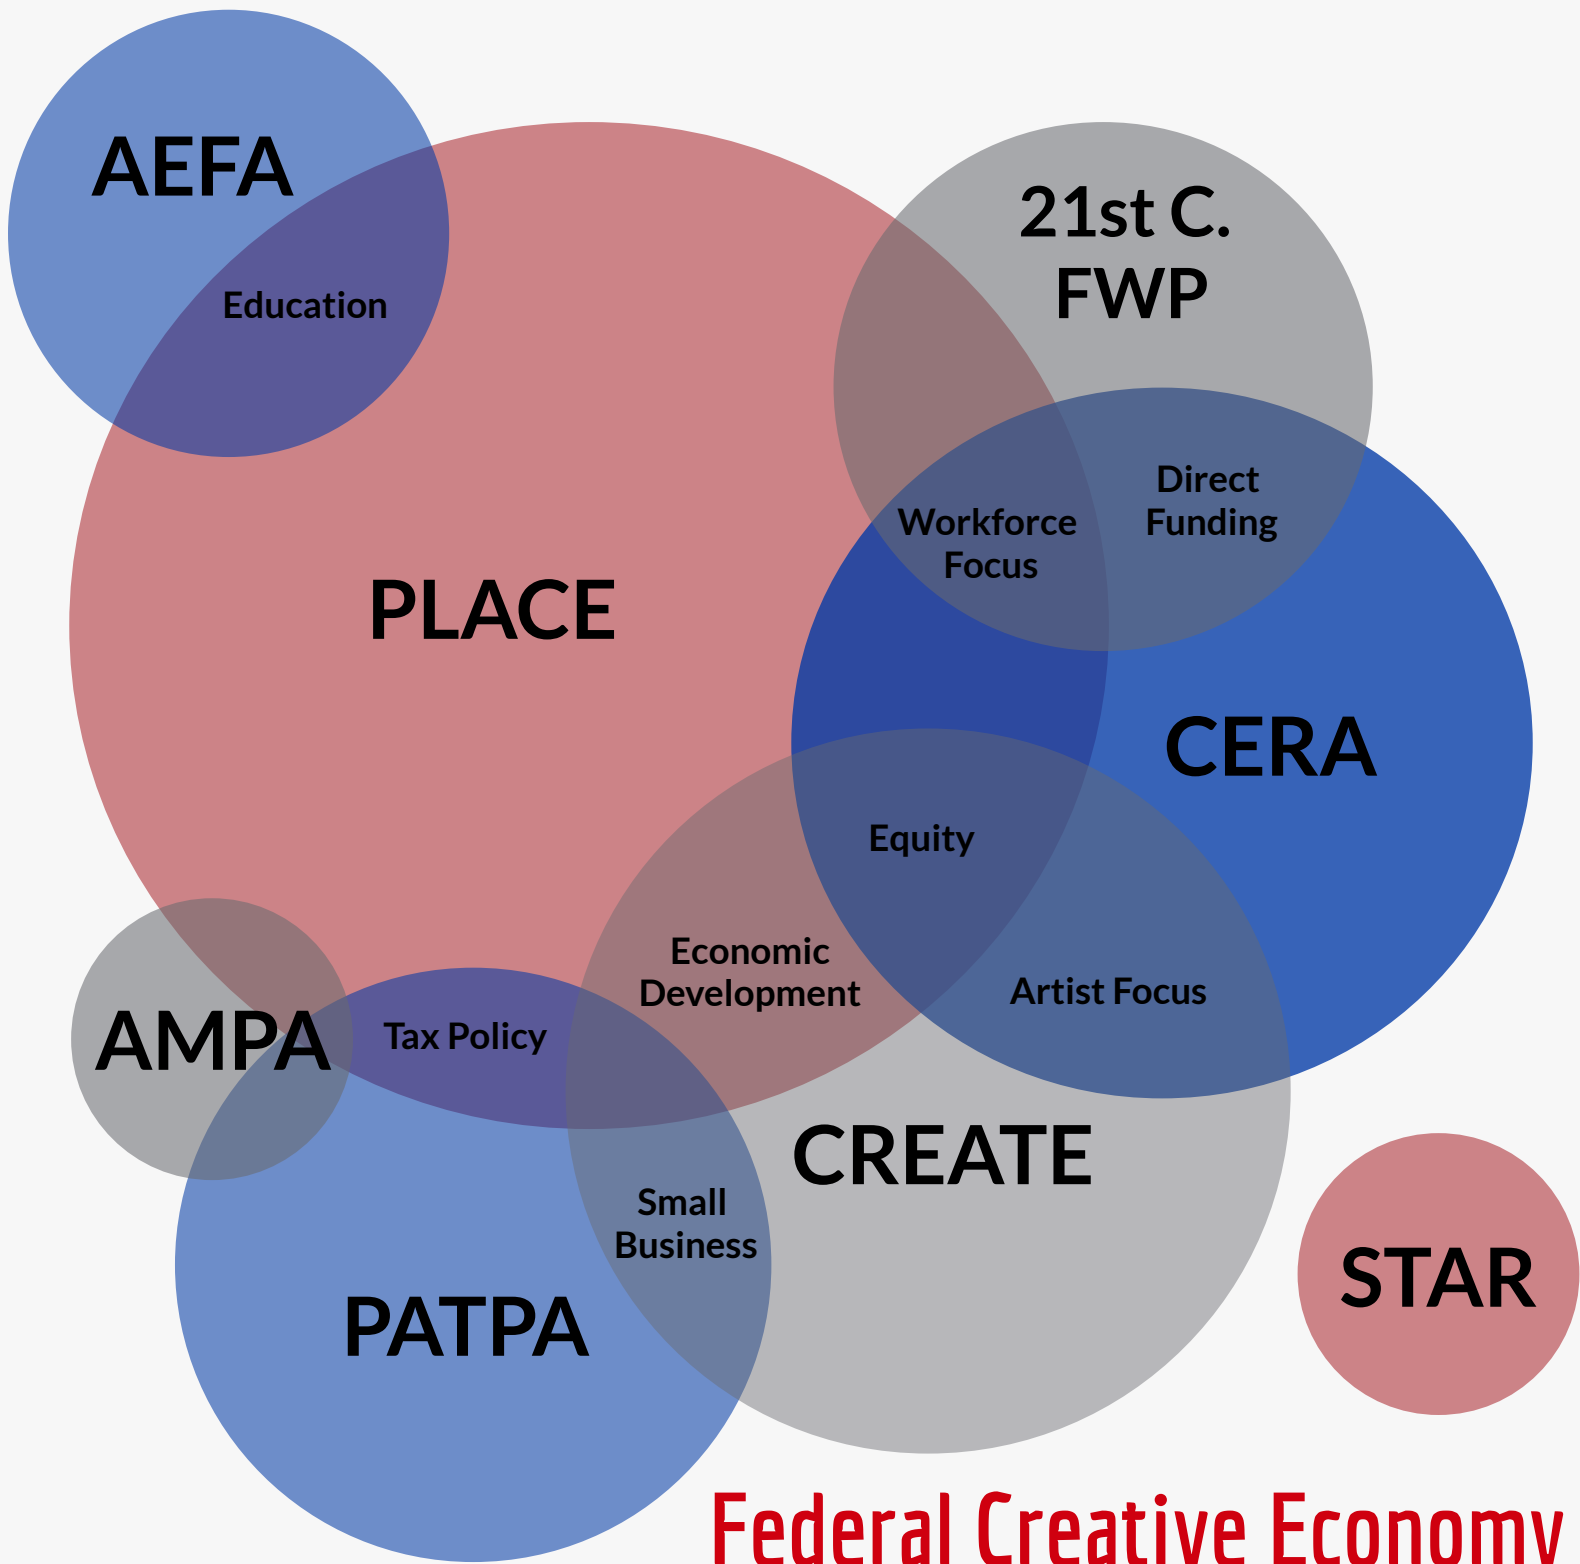 AEFA
Education
21st C.
FWP
Direct
Funding
Workforce
Focus
PLACE
CERA
Equity
Economic
Development
Artist Focus
AMPA
Tax Policy
CREATE
Small
Business
PATPA
STAR
Federal Creative Economy